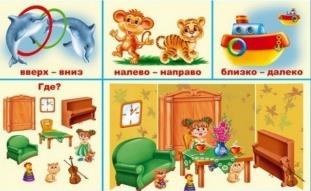 вверх – вниз
налево – направо
близко – далеко
Где?